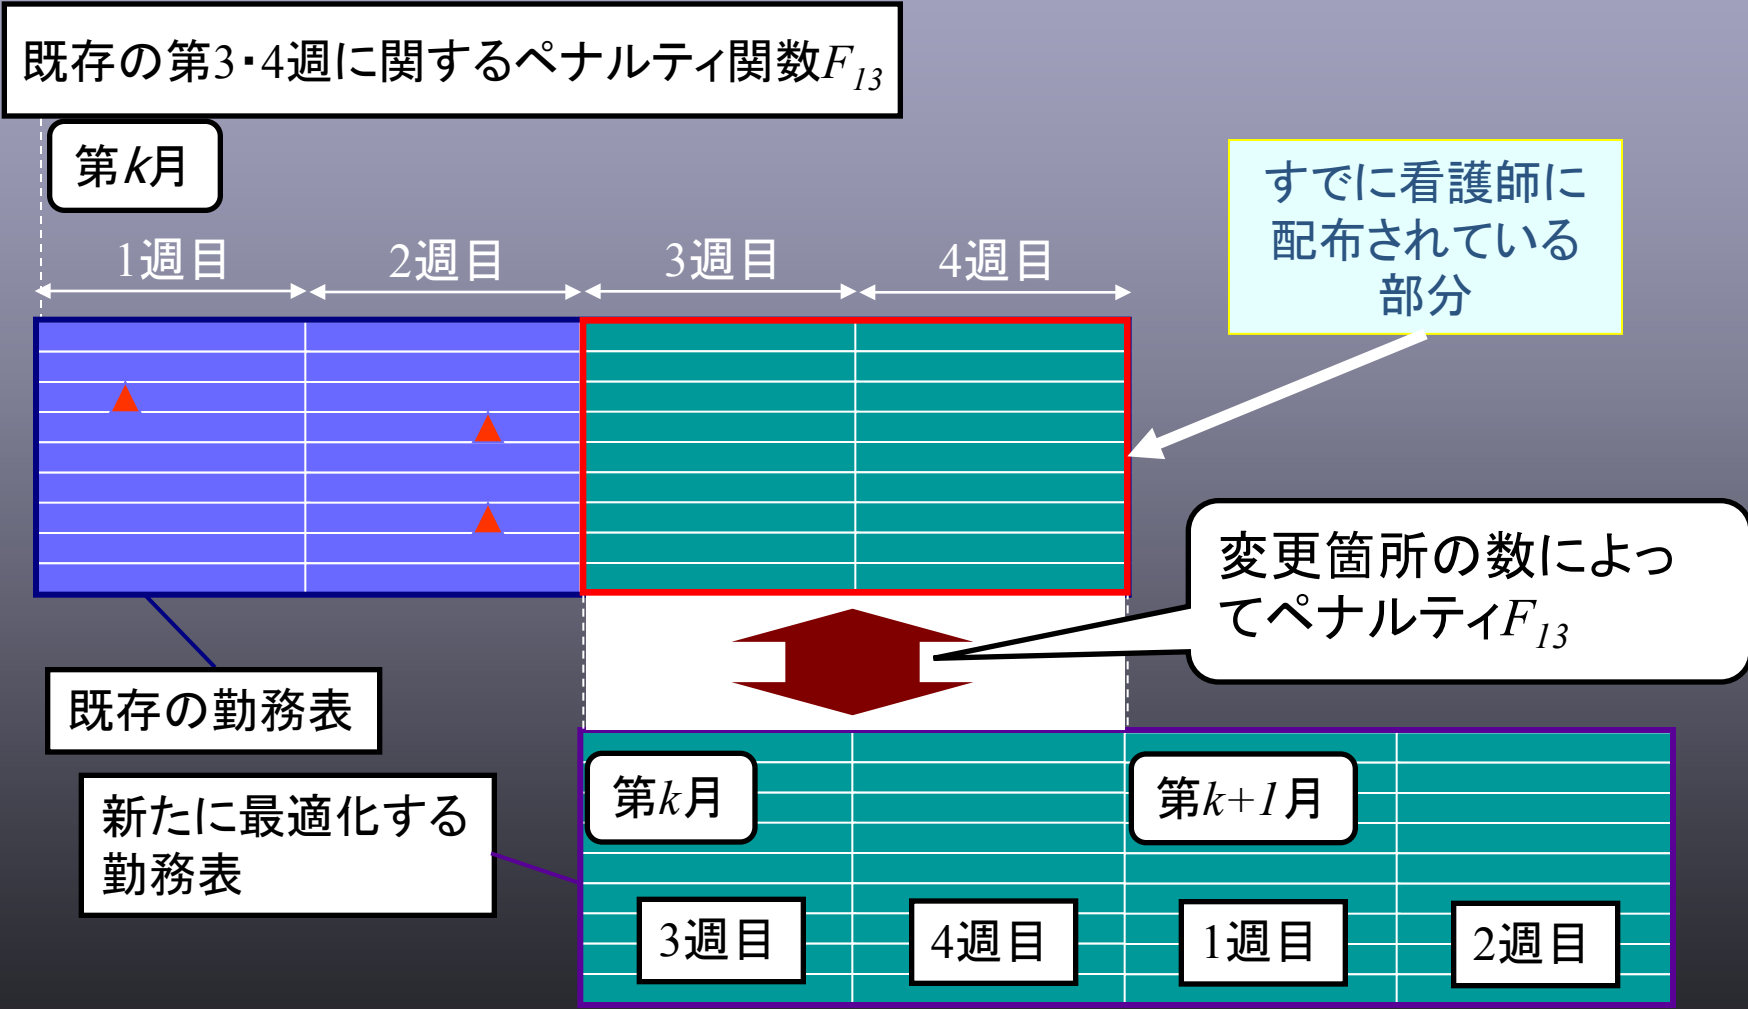 既存の第3・4週に関するペナルティ関数F13
第k月
すでに看護師に
配布されている
部分
1週目
2週目
3週目
4週目
変更箇所の数によっ
てペナルティF13
既存の勤務表
新たに最適化する
勤務表
第k月
第k+1月
3週目
4週目
1週目
2週目